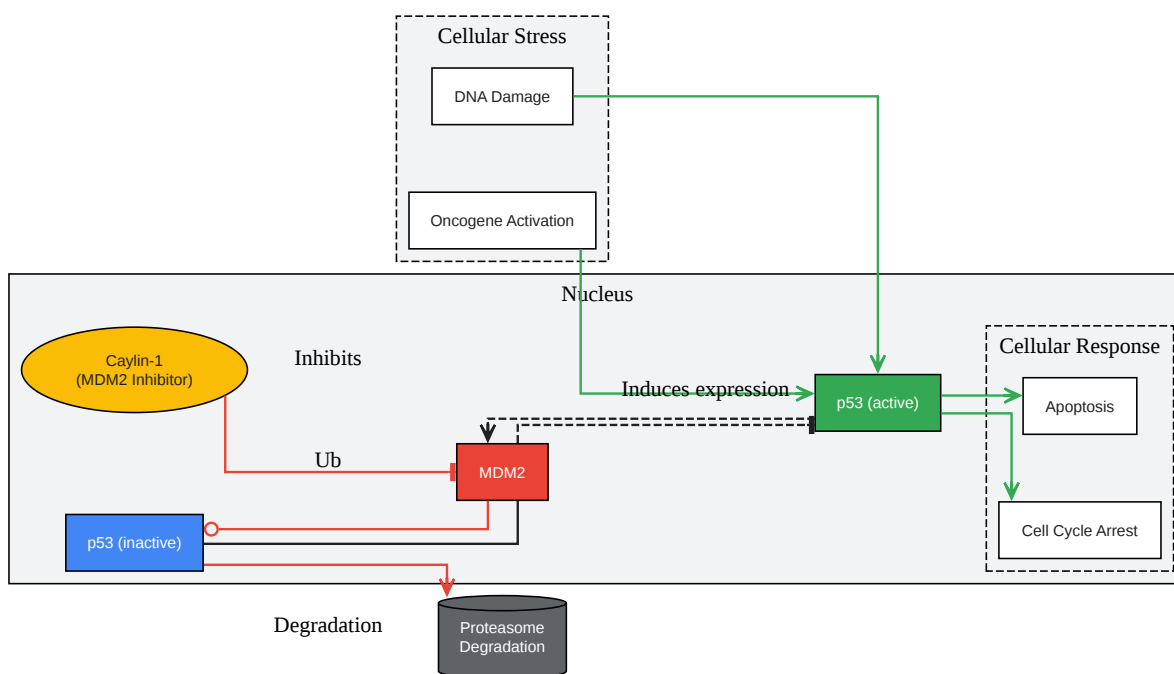 Cellular Stress
DNA Damage
Oncogene Activation
Nucleus
Caylin-1
(MDM2 Inhibitor)
Inhibits
Induces expression
p53 (active)
Cellular Response
Apoptosis
Ub
MDM2
p53 (inactive)
Cell Cycle Arrest
Degradation
Proteasome
Degradation